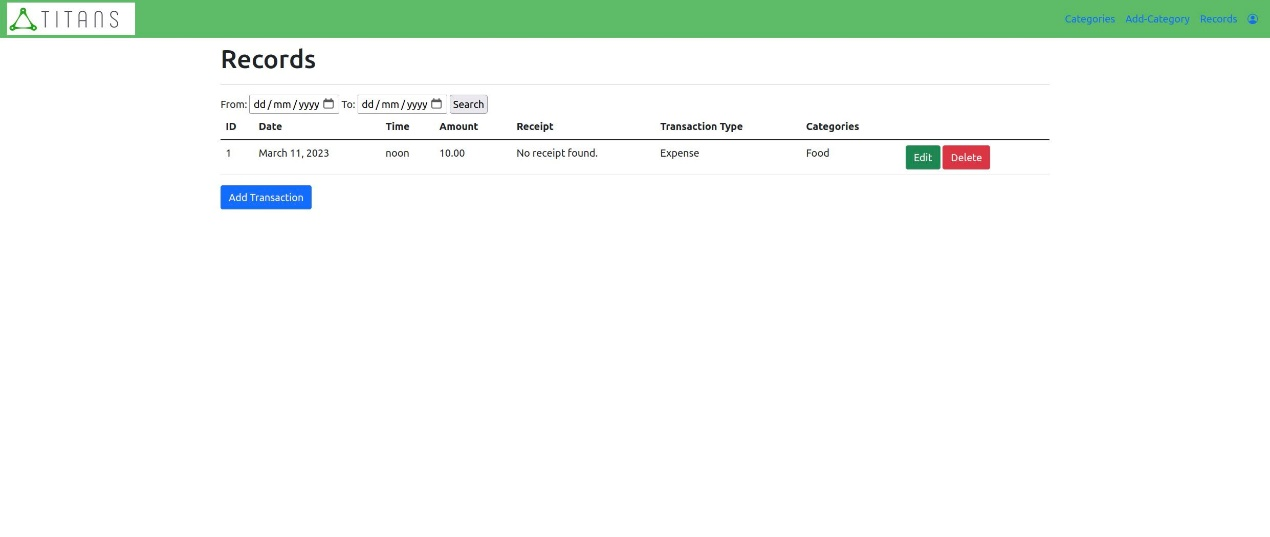 TITANS Categories Add-Category Records
Records
From: dd/mm/yyyy To: dd/mm/yyyy Search
ID Date Time Amount Receipt Transaction Type Categories
1 March 11, 2023 noon 10.00 No receipt found. Expense Food Edit Delete
Add Transaction